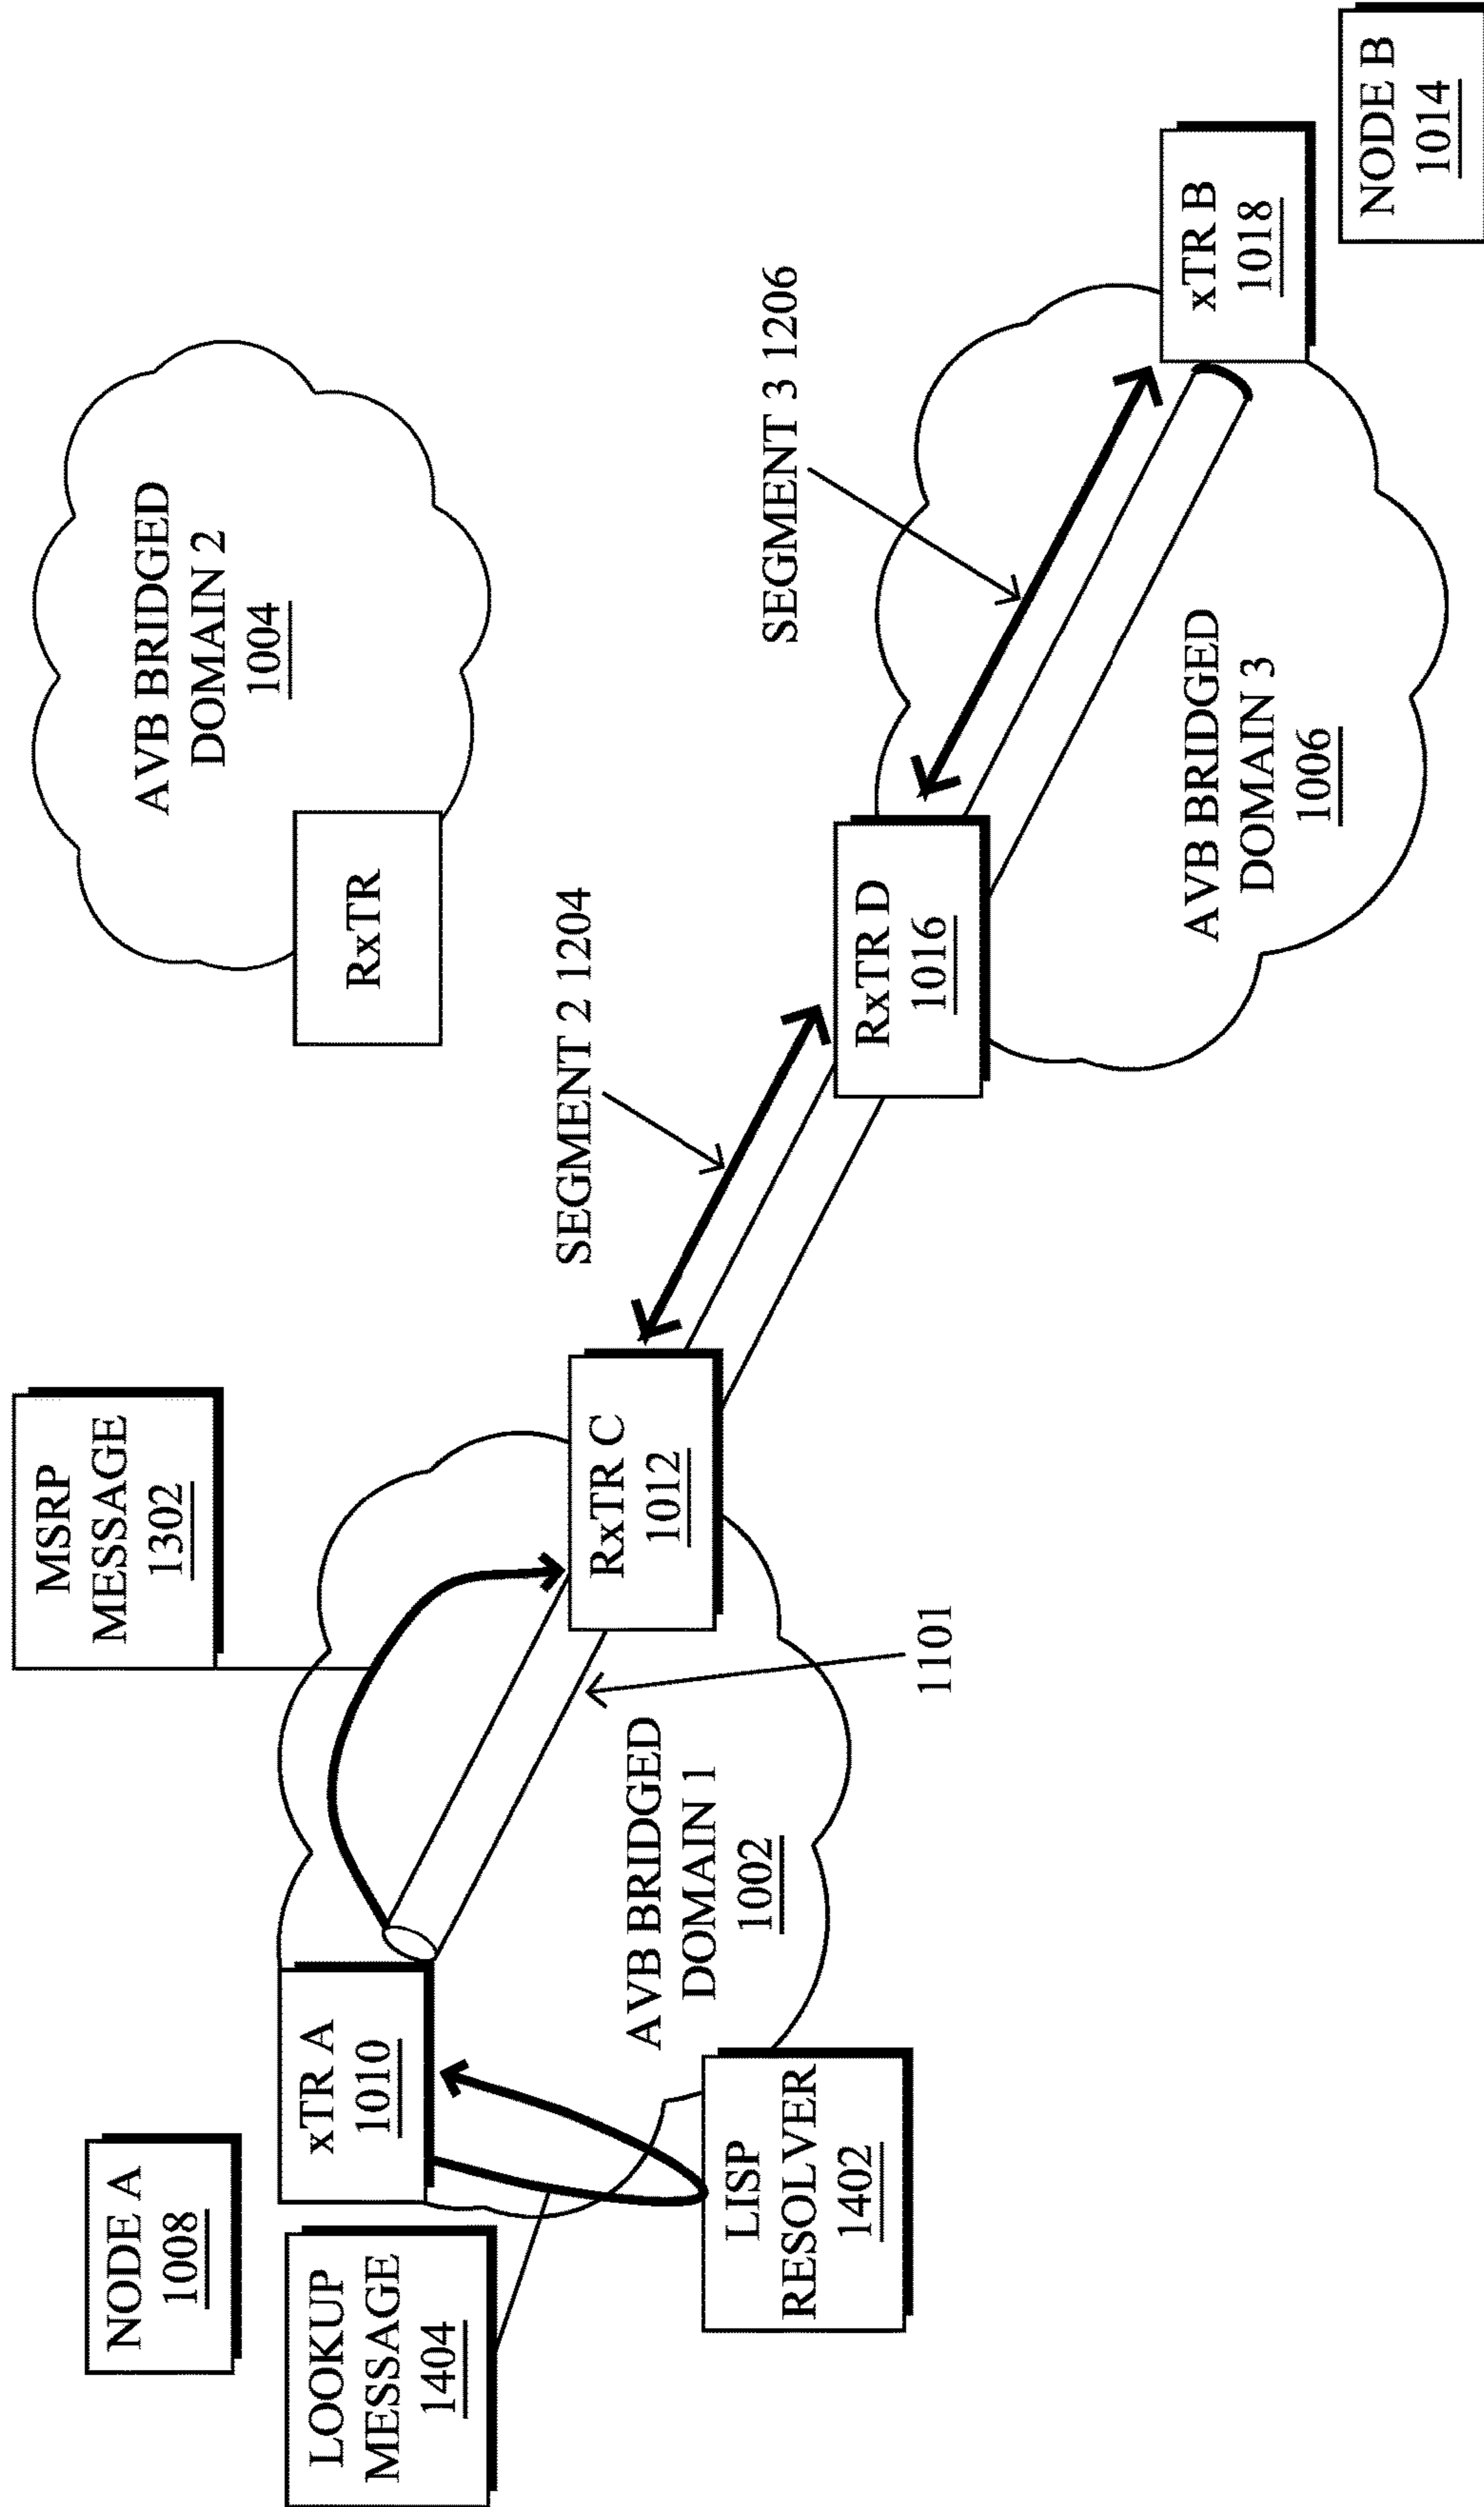 NODE A
1008
LOOKUP
MESSAGE
1404
xTR A
1010
LISP
RESOLVER
1402
MSRP
MESSAGE
1302
AVB BRIDGED
DOMAIN 1
1002
1101
RxTR C
1012
SEGMENT 2 1204
RxTR
AVB BRIDGED
DOMAIN 2
1004
RxTR D
1016
SEGMENT 3 1206
AVB BRIDGED
DOMAIN 3
1006
xTR B
1018
NODE B
1014